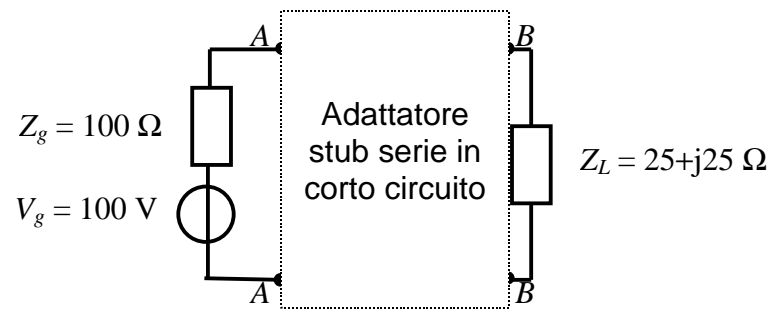 A
B
Z_g = 100 Ω
V_g = 100 V
Adattatore
stub serie in
corto circuito
Z_L = 25+j25 Ω
A
B